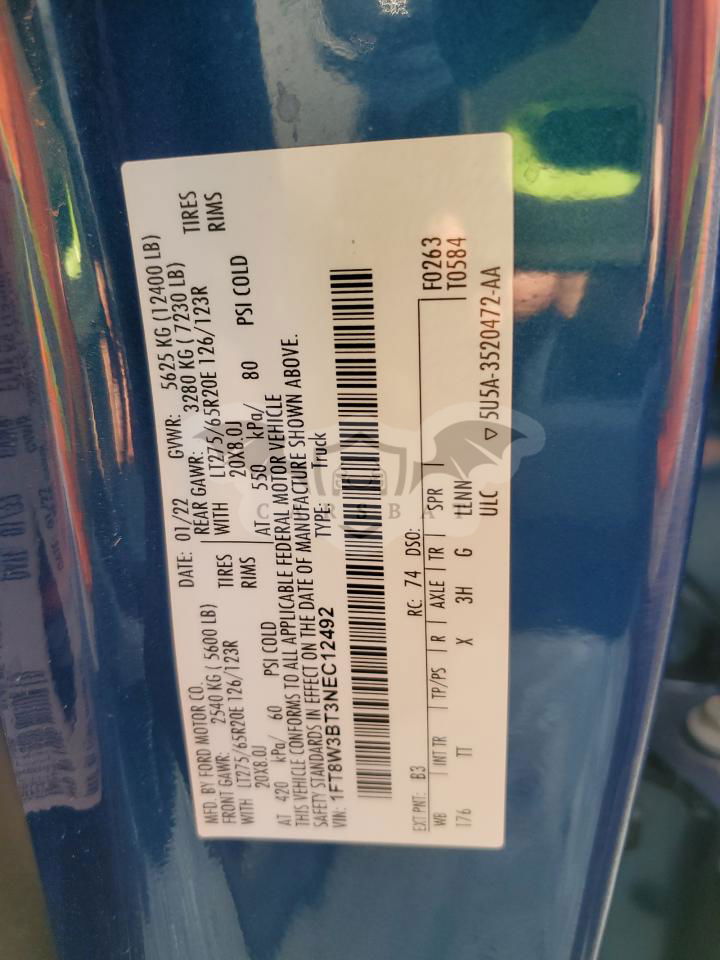 MFD. BY FORD MOTOR CO.
DATE: 01/22 GVWR: 5625 KG (12400 LB)
FRONT GAWR: 2540 KG ( 5600 LB)
REAR GAWR: 3280 KG ( 7230 LB)
WITH LT275/65R20E 126/123R TIRES
WITH LT275/65R20E 126/123R TIRES
20X8.0J RIMS
20X8.0J RIMS
AT 420 kPa/ 60 PSI COLD
AT 550 kPa/ 80 PSI COLD
THIS VEHICLE CONFORMS TO ALL APPLICABLE FEDERAL MOTOR VEHICLE
SAFETY STANDARDS IN EFFECT ON THE DATE OF MANUFACTURE SHOWN ABOVE.
VIN: 1FT8W3BT3NEC12492 TYPE: Truck
F0263
T0584
EXT PNT: B3 RC: 74 DSO:
WB INT TR TP/PS R AXLE TR SPR
176 TT X 3H G LENN
ULC
5U5A-3520472-AA